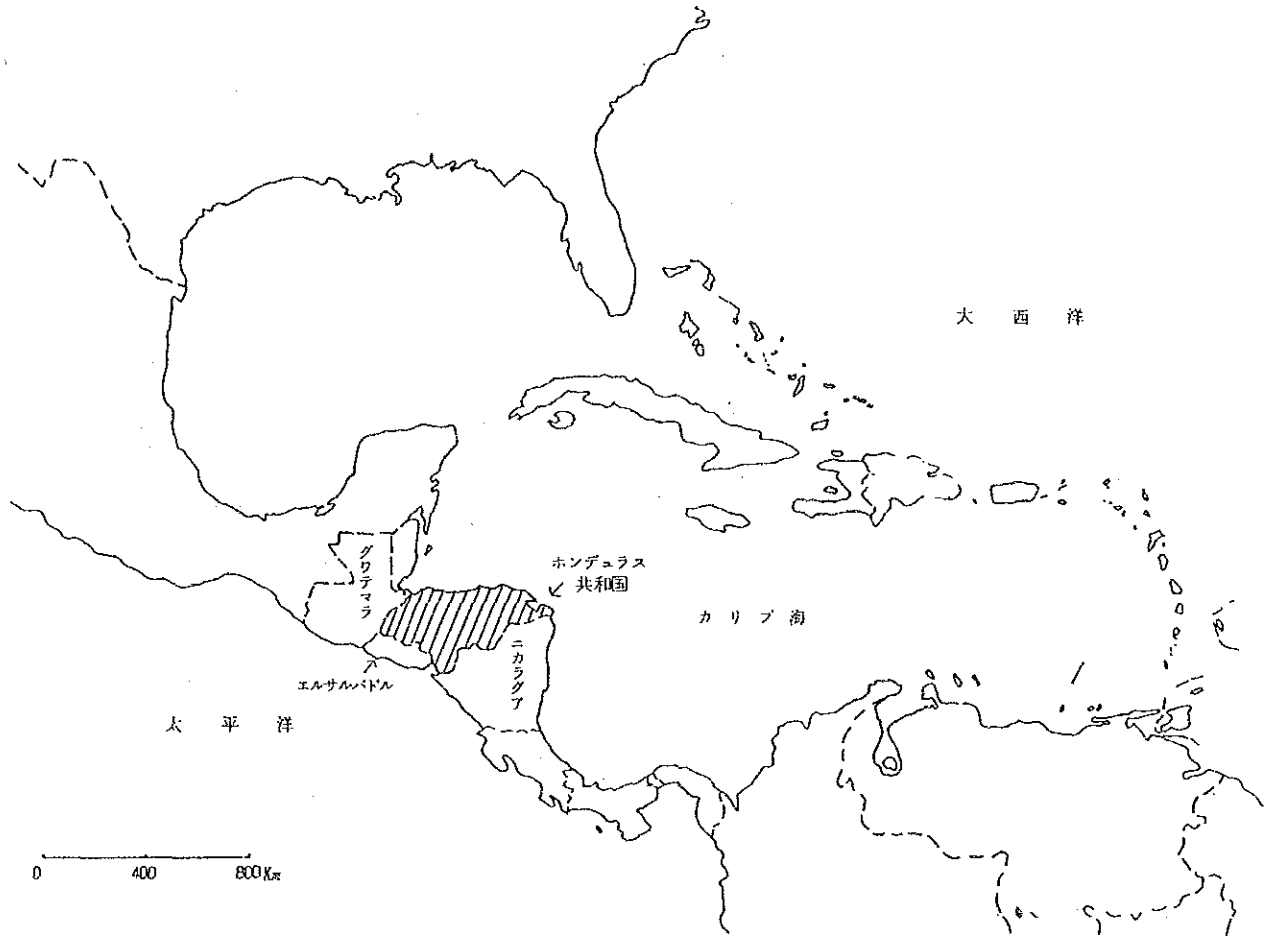 大西洋
グワテマラ
ホンデュラス
共和国
カリブ海
ニカラグア
エルサルバドル
太平洋
0 400 800Km